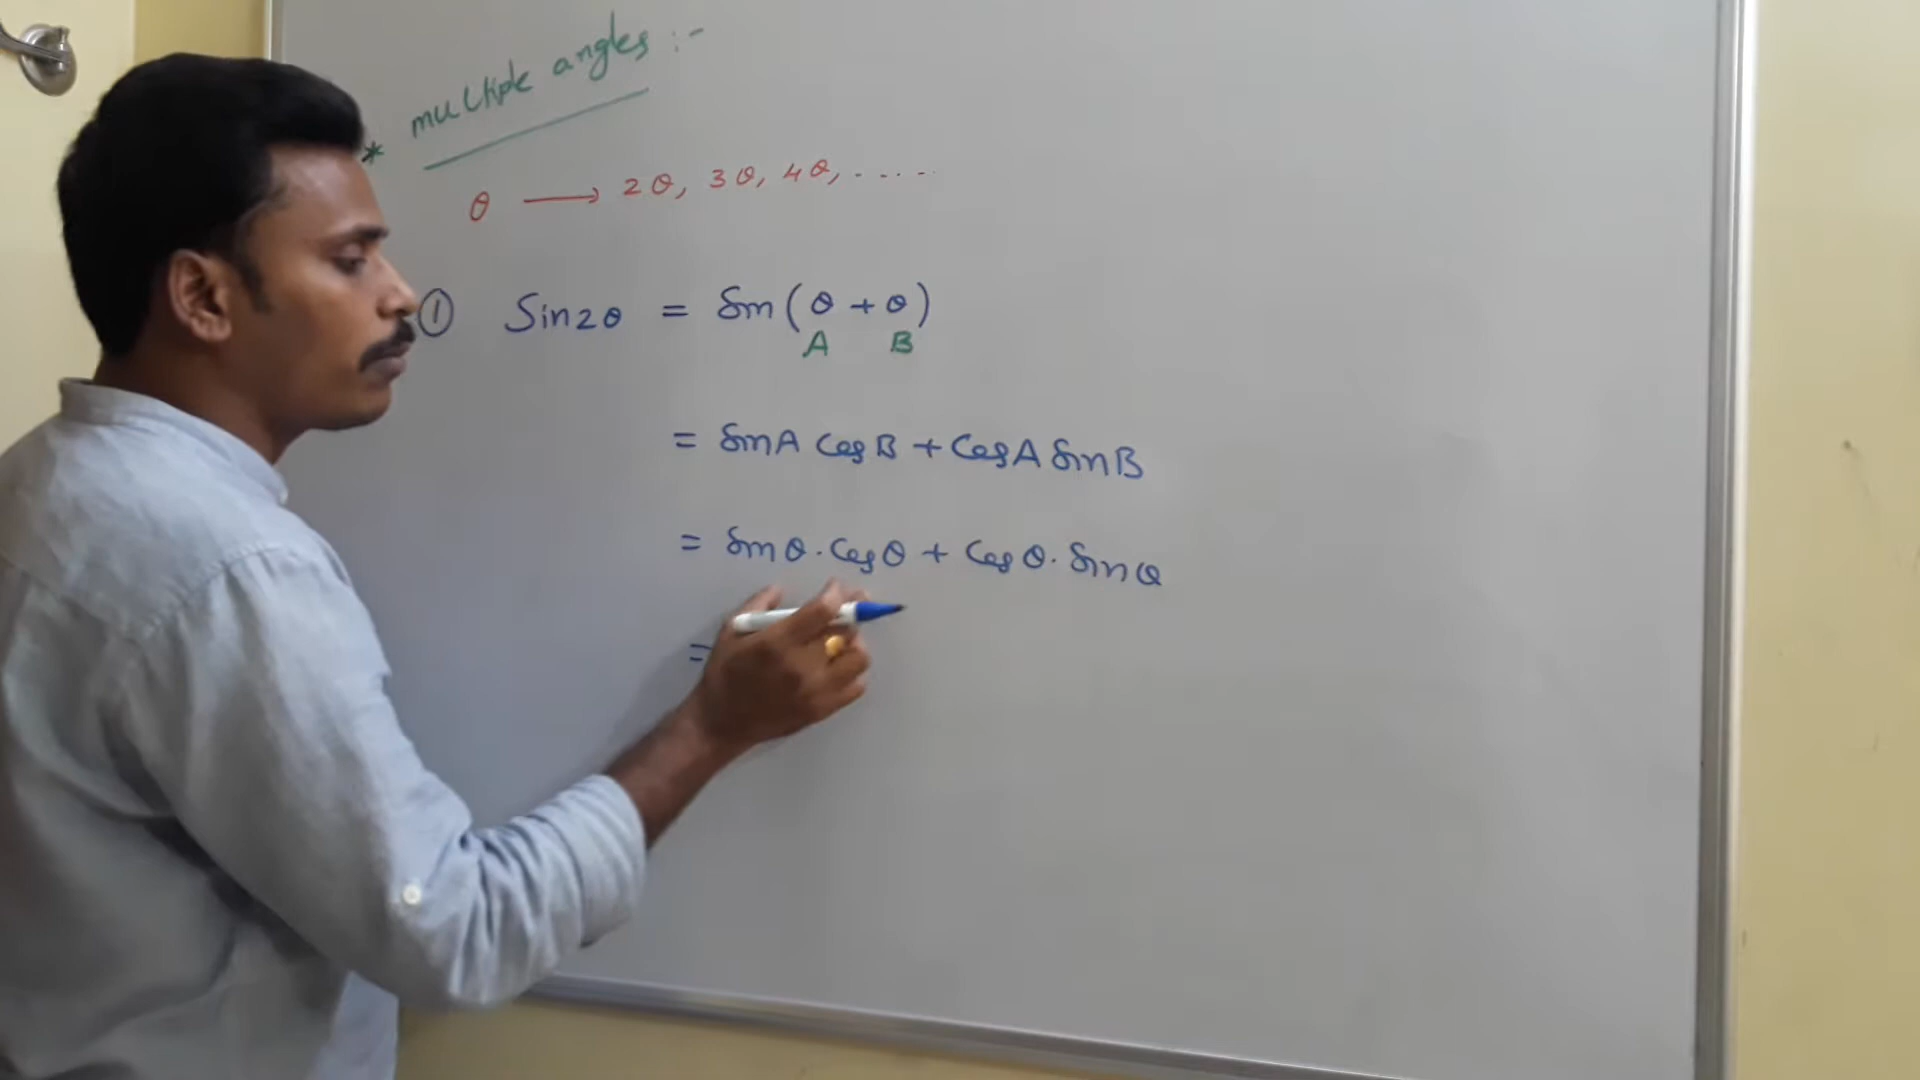 * multiple angles :-
θ → 2θ, 3θ, 4θ, .....
① Sin2θ = Sin(θ + θ)
A B
= SinA CosB + CosA SinB
= Sinθ.Cosθ + Cosθ.Sinθ
=